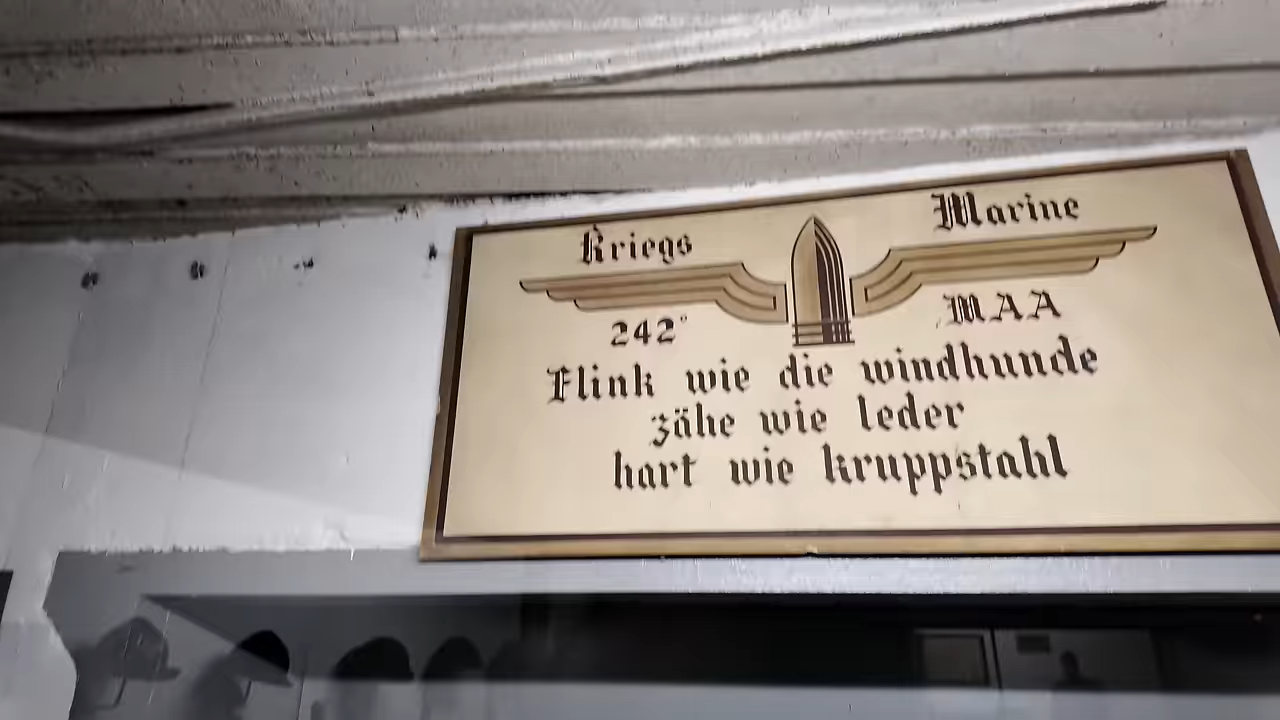 Kriegs Marine
242° MAA
Flink wie die windhunde
zähe wie leder
hart wie kruppstahl